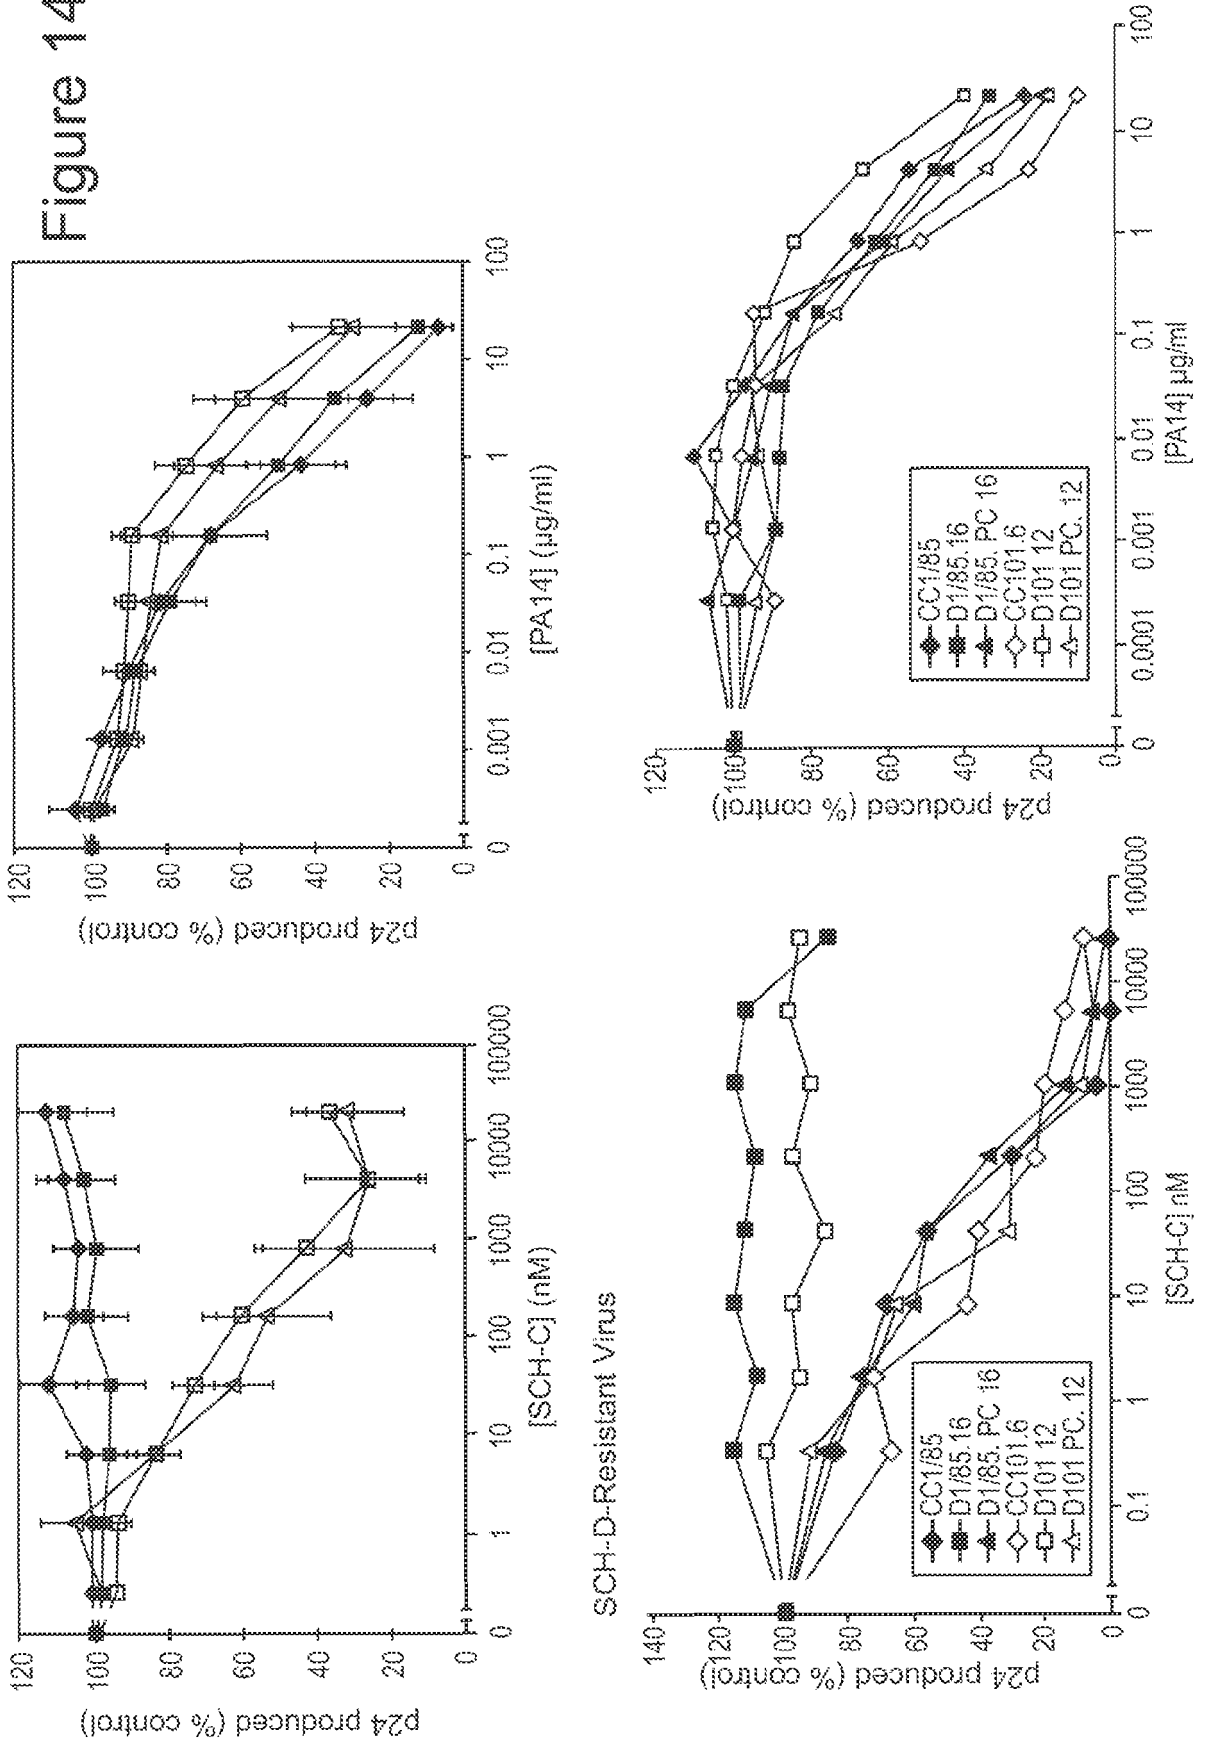 Figure 14
120
100
80
60
40
20
0
p24 produced (% control)
0
1
10
100
1000
10000
100000
[SCH-C] (nM)
120
100
80
60
40
20
0
p24 produced (% control)
0
0.001
0.01
0.1
1
10
100
[PA14] (µg/ml)
SCH-D-Resistant Virus
140
120
100
80
60
40
20
0
p24 produced (% control)
CC1/85
D1/85.16
D1/85. PC 16
CC101.6
D101 12
D101 PC. 12
0
0.1
1
10
100
1000
10000
100000
[SCH-C] nM
120
100
80
60
40
20
0
p24 produced (% control)
CC1/85
D1/85.16
D1/85. PC 16
CC101.6
D101 12
D101 PC. 12
0
0.0001
0.001
0.01
0.1
1
10
100
[PA14] µg/ml